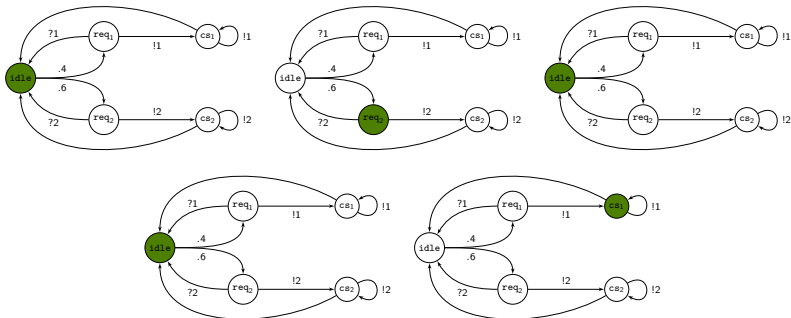 ?1 req₁ !1 cs₁ !1
idle .4
.6
?2 req₂ !2 cs₂ !2
?1 req₁ !1 cs₁ !1
idle .4
.6
?2 req₂ !2 cs₂ !2
?1 req₁ !1 cs₁ !1
idle .4
.6
?2 req₂ !2 cs₂ !2
?1 req₁ !1 cs₁ !1
idle .4
.6
?2 req₂ !2 cs₂ !2
?1 req₁ !1 cs₁ !1
idle .4
.6
?2 req₂ !2 cs₂ !2